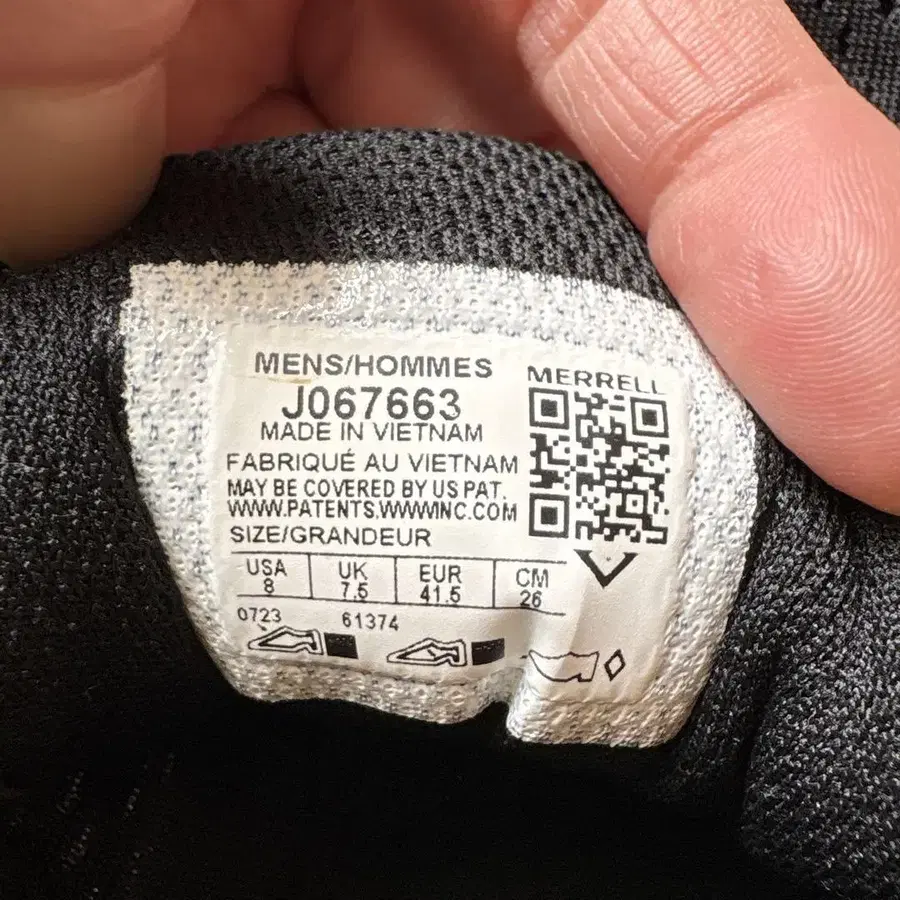 MENS/HOMMES
J067663
MADE IN VIETNAM
FABRIQUÉ AU VIETNAM
MAY BE COVERED BY US PAT.
WWW.PATENTS.WWWINC.COM
SIZE/GRANDEUR
USA UK EUR CM
8 7.5 41.5 26
0723 61374
MERRELL